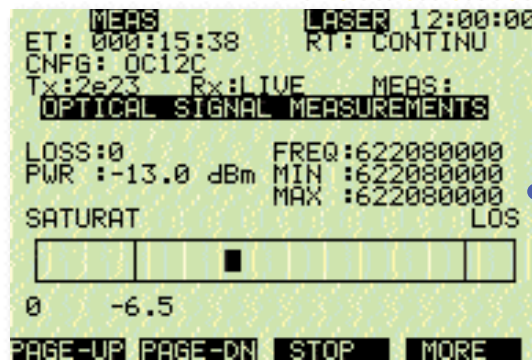 MEAS LASER 12:00:00
ET: 000:15:38 RT: CONTINU
CNFG: OC12C
Tx:2e23 Rx:LIVE MEAS:
OPTICAL SIGNAL MEASUREMENTS
LOSS:0 FREQ:622080000
PWR :-13.0 dBm MIN :622080000
MAX :622080000
SATURAT LOS
0 -6.5
PAGE-UP PAGE-DN STOP MORE